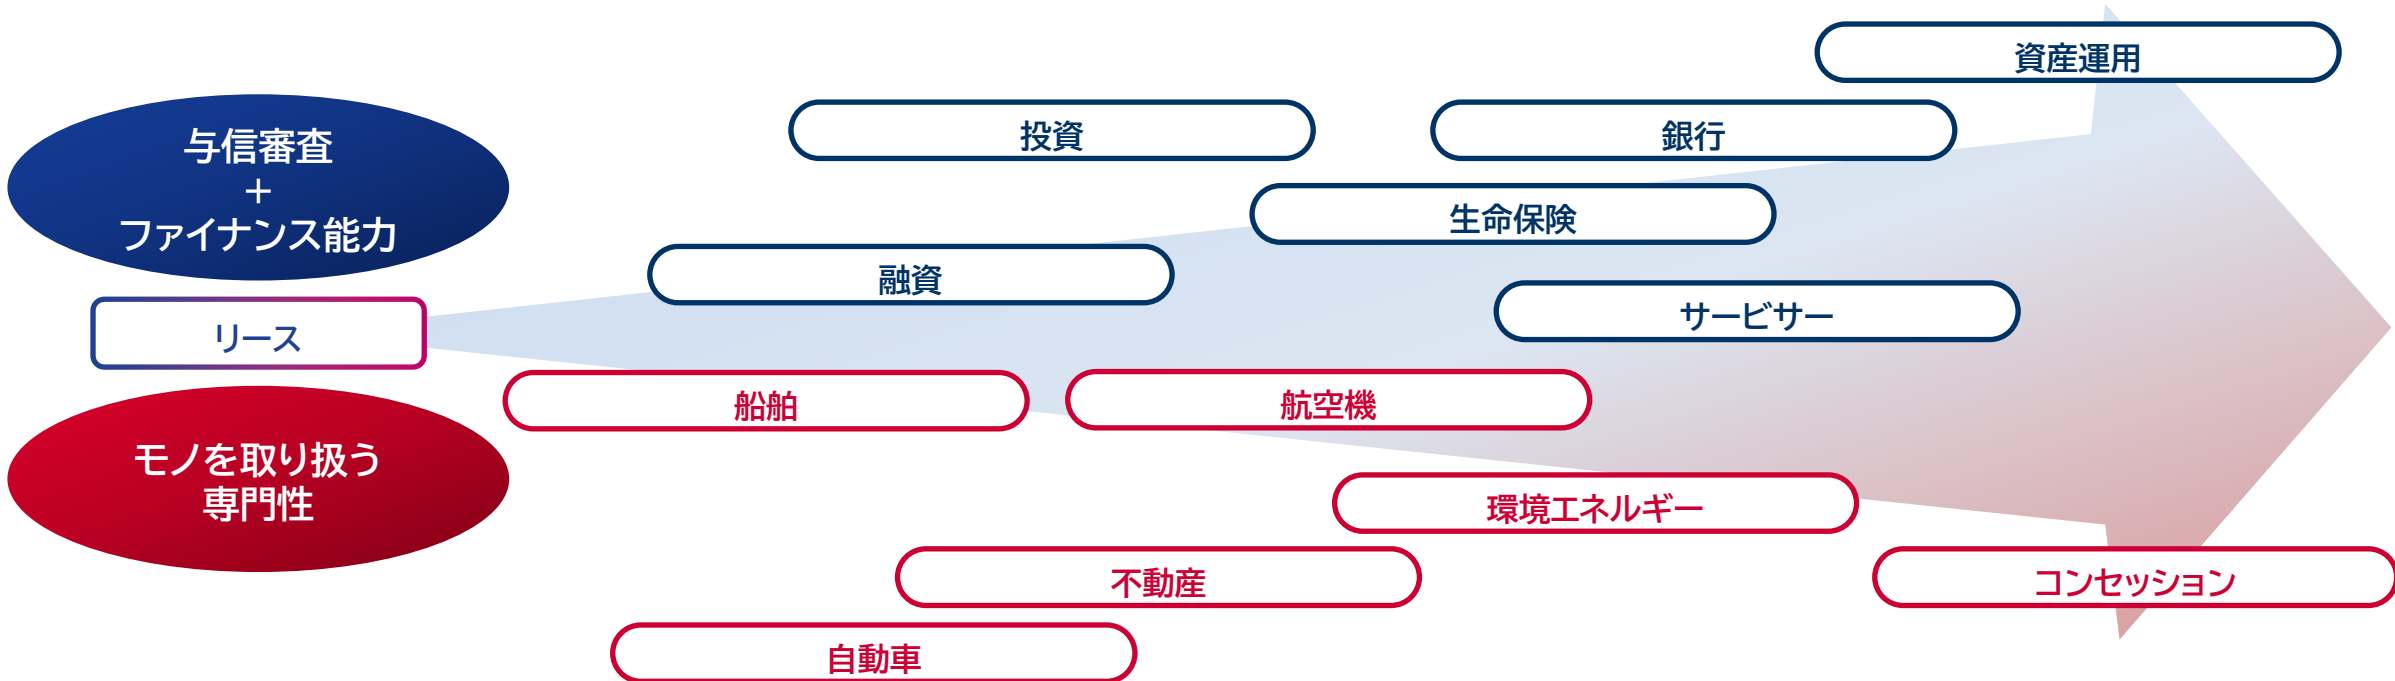 資産運用
投資
銀行
与信審査
+
ファイナンス能力
生命保険
融資
サービサー
リース
船舶
航空機
モノを取り扱う
専門性
環境エネルギー
不動産
コンセッション
自動車